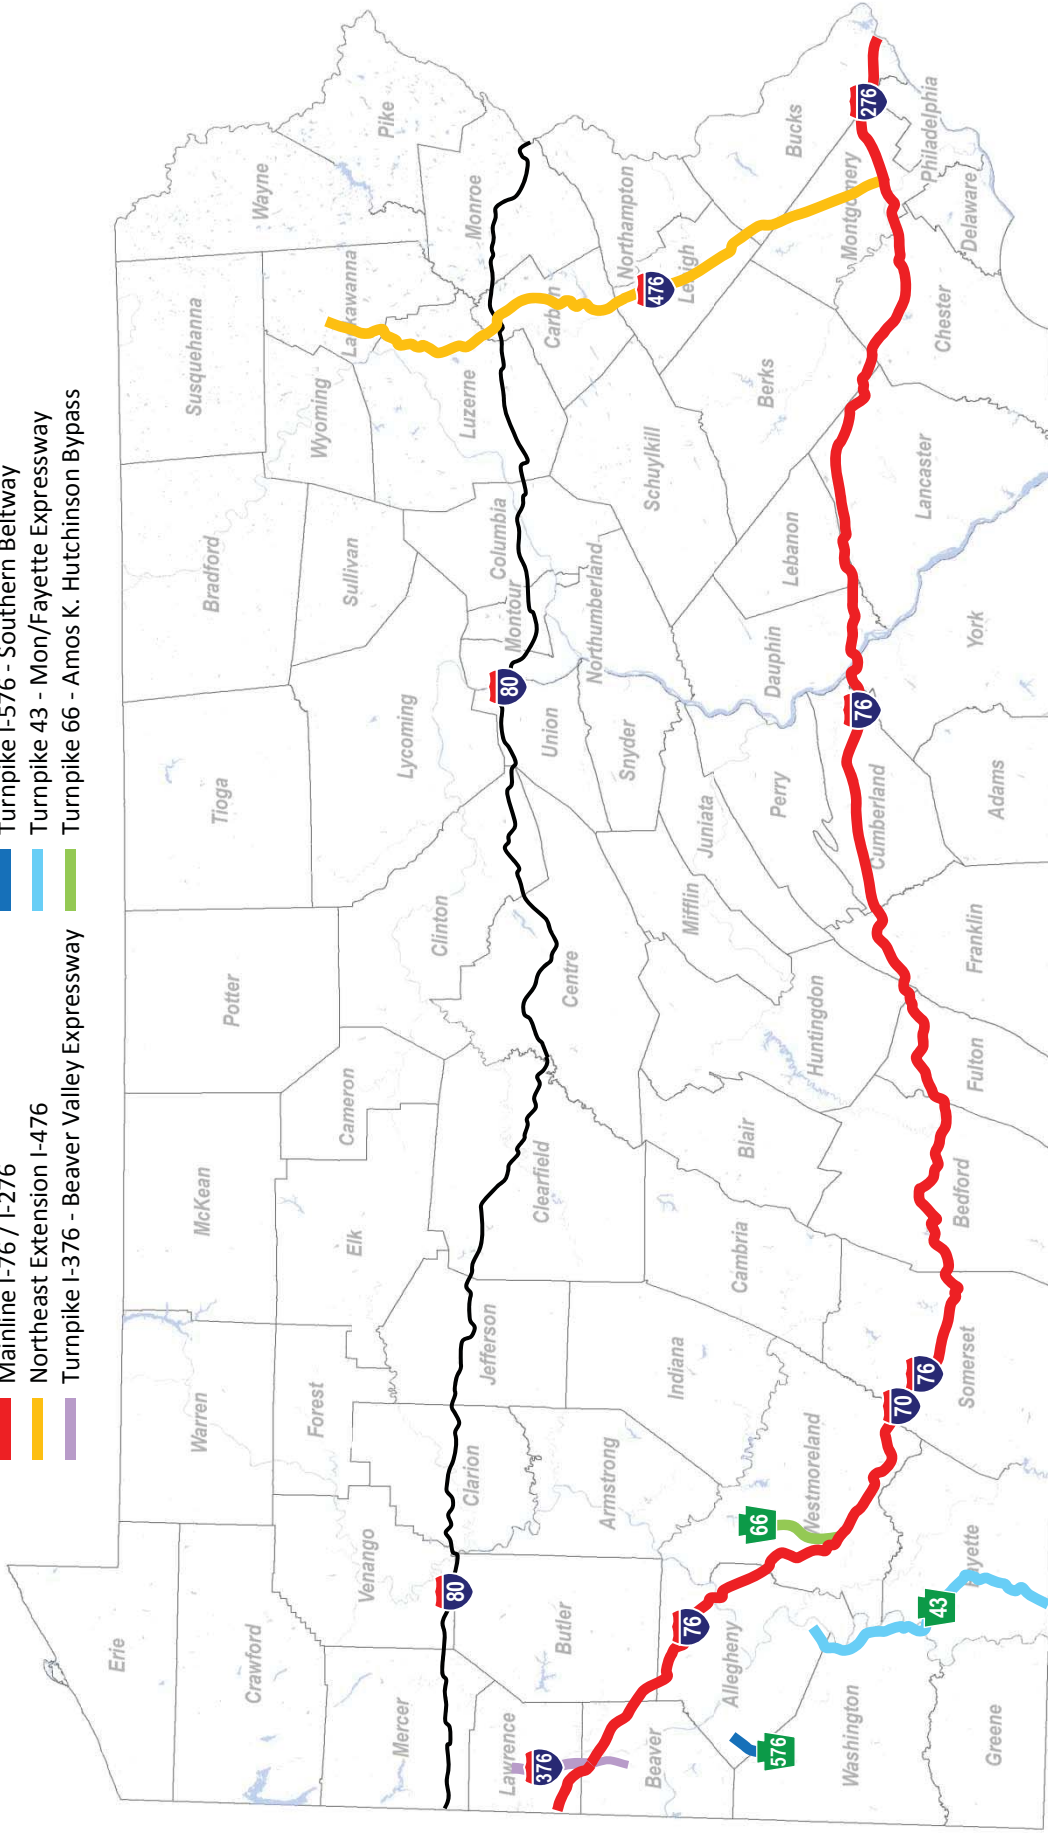 Mainline I-76 / I-276
Northeast Extension I-476
Turnpike I-376 - Beaver Valley Expressway
Turnpike I-576 - Southern Beltway
Turnpike 43 - Mon/Fayette Expressway
Turnpike 66 - Amos K. Hutchinson Bypass
Erie
Crawford
Warren
McKean
Potter
Tioga
Bradford
Susquehanna
Wayne
Wyoming
Lackawanna
Pike
Forest
Elk
Cameron
Sullivan
Venango
Clinton
Lycoming
Luzerne
Monroe
Mercer
80
Clarion
Jefferson
Clearfield
Centre
80
Union
Montour
Columbia
Carbon
Lawrence
376
Butler
Armstrong
Indiana
Snyder
Northumberland
Schuylkill
Northampton
476
Lehigh
Beaver
76
Allegheny
66
Westmoreland
Cambria
Blair
Huntingdon
Mifflin
Juniata
Perry
Dauphin
Lebanon
Berks
Bucks
Montgomery
276
576
Washington
43
Fayette
70
76
Somerset
Bedford
Fulton
Franklin
Cumberland
76
Adams
York
Lancaster
Chester
Delaware
Philadelphia
Greene